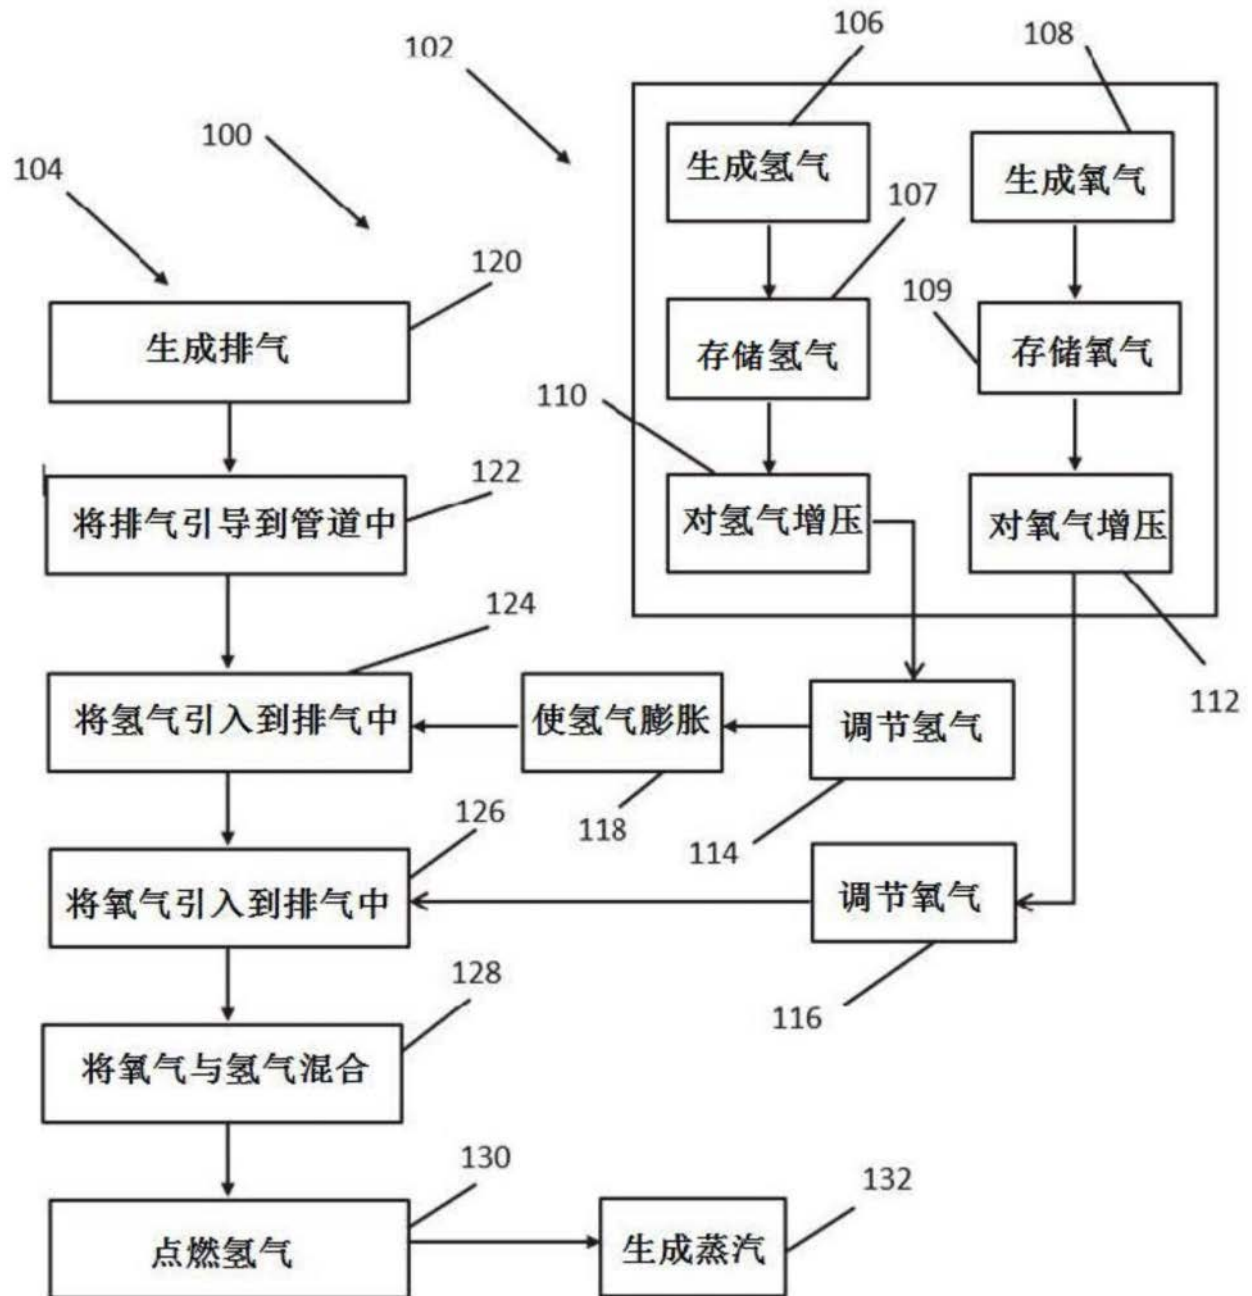 106
108
102
100
104
生成氢气
生成氧气
107
120
109
生成排气
存储氢气
存储氧气
110
122
将排气引导到管道中
对氢气增压
对氧气增压
124
112
将氢气引入到排气中
使氢气膨胀
调节氢气
126
118
114
将氧气引入到排气中
调节氧气
128
116
将氧气与氢气混合
130
132
点燃氢气
生成蒸汽